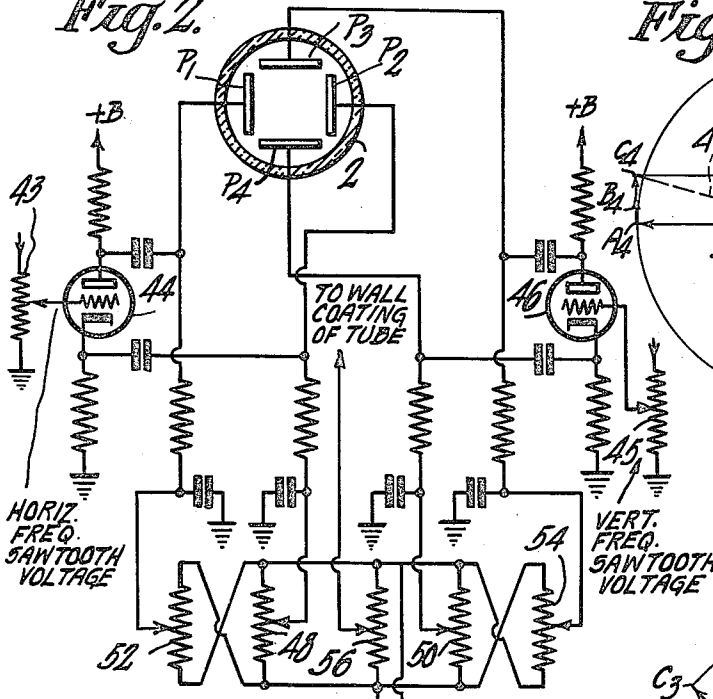 Fig. 2.
Fig
P3
P1
P2
2
P4
+B
+B
43
44
46
C4
4
B4
A4
TO WALL
COATING
OF TUBE
45
HORIZ.
FREQ.
SAWTOOTH
VOLTAGE
VERT.
FREQ.
SAWTOOTH
VOLTAGE
54
52
48
56
50
C3